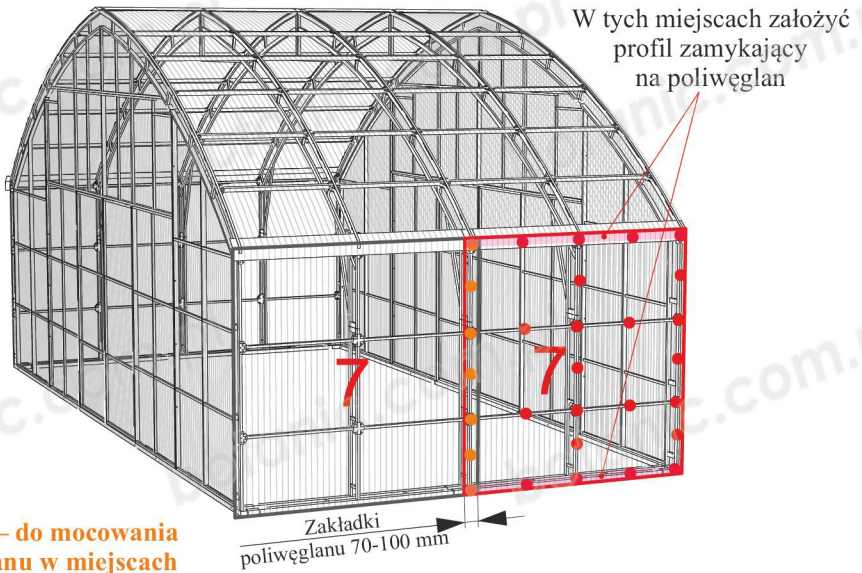 W tych miejscach założyć
profil zamykający
na poliwęglan
7
7
Zakładki
poliwęglanu 70-100 mm
– do mocowania
anu w miejscach